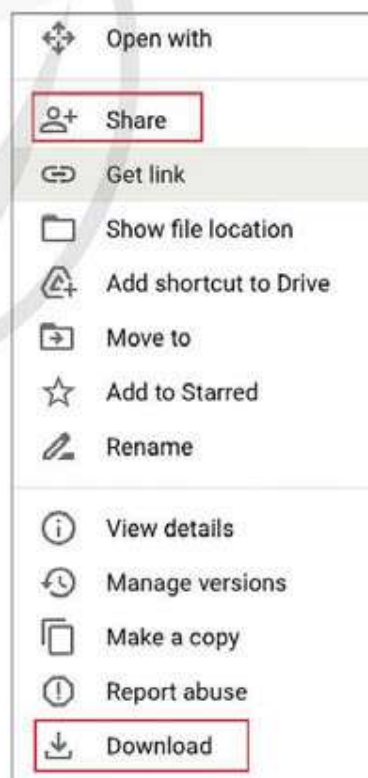 Open with
Share
Get link
Show file location
Add shortcut to Drive
Move to
Add to Starred
Rename
View details
Manage versions
Make a copy
Report abuse
Download